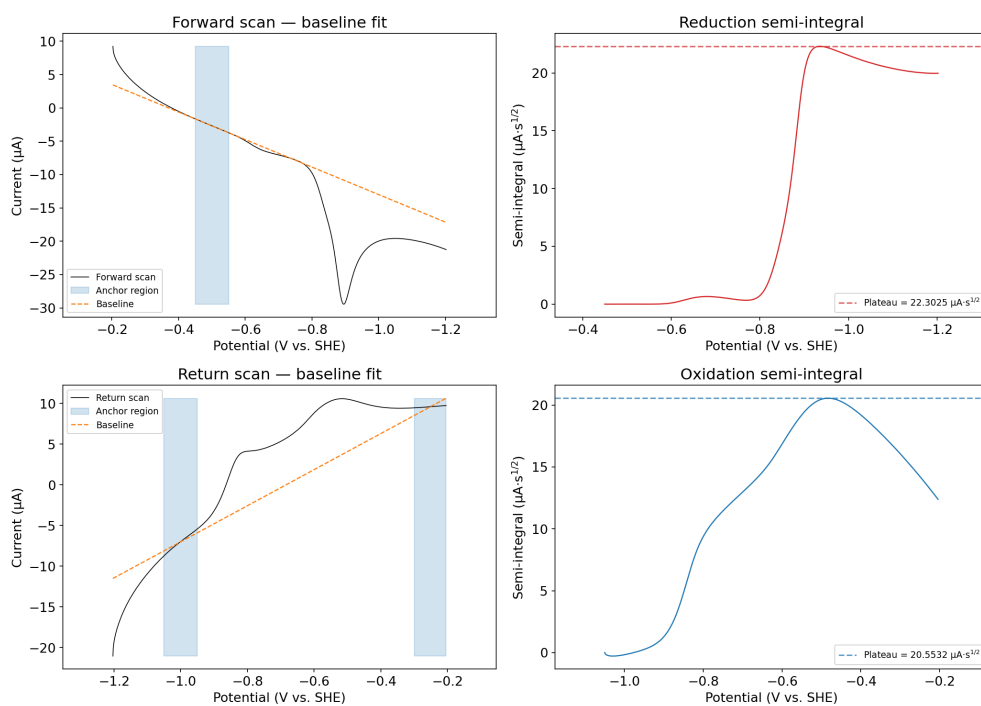 Forward scan — baseline fit
Current (µA)
10
5
0
−5
−10
−15
−20
−25
−30
Forward scan
Anchor region
Baseline
−0.2
−0.4
−0.6
−0.8
−1.0
−1.2
Potential (V vs. SHE)
Reduction semi-integral
Semi-integral (µA·s^1/2)
20
15
10
5
0
Plateau = 22.3025 µA·s^1/2
−0.4
−0.6
−0.8
−1.0
−1.2
Potential (V vs. SHE)
Return scan — baseline fit
Current (µA)
10
5
0
−5
−10
−15
−20
Return scan
Anchor region
Baseline
−1.2
−1.0
−0.8
−0.6
−0.4
−0.2
Potential (V vs. SHE)
Oxidation semi-integral
Semi-integral (µA·s^1/2)
20
15
10
5
0
Plateau = 20.5532 µA·s^1/2
−1.0
−0.8
−0.6
−0.4
−0.2
Potential (V vs. SHE)